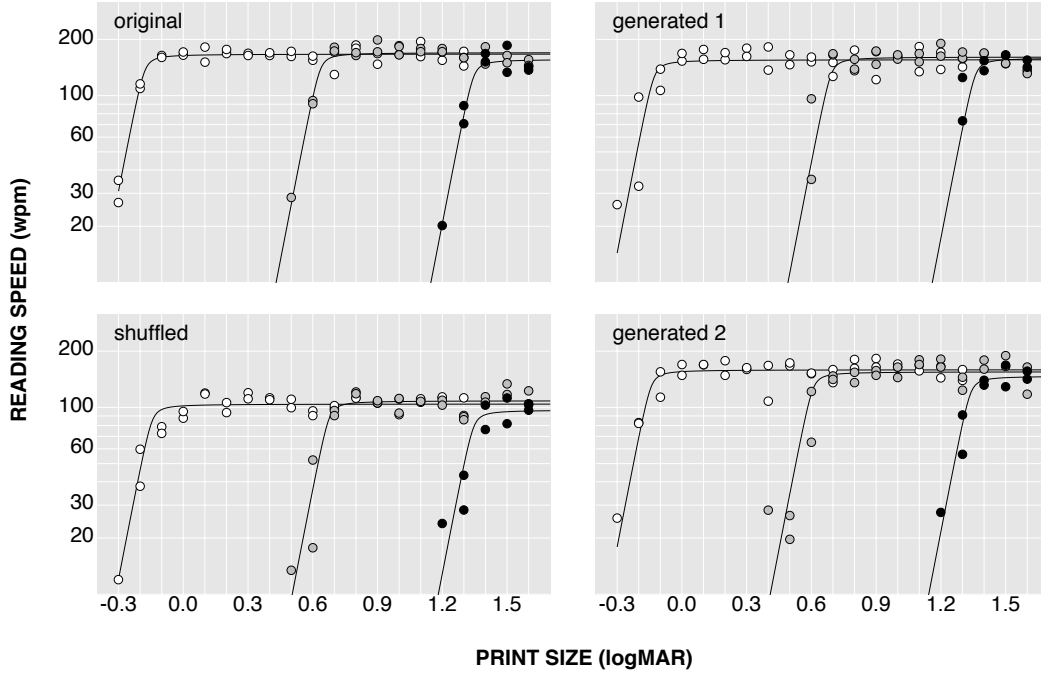 original
generated 1
200
100
60
30
20
shuffled
generated 2
200
100
60
30
20
READING SPEED (wpm)
-0.3 0.0 0.3 0.6 0.9 1.2 1.5 -0.3 0.0 0.3 0.6 0.9 1.2 1.5
PRINT SIZE (logMAR)